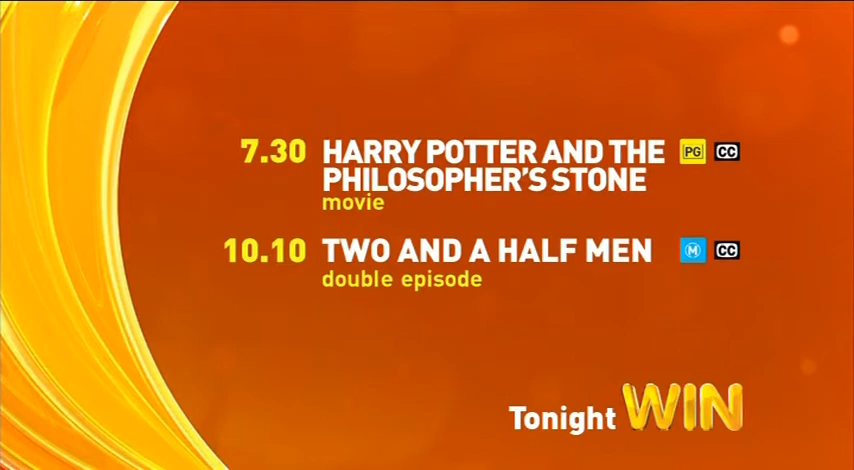 7.30 HARRY POTTER AND THE PG CC
PHILOSOPHER'S STONE
movie
10.10 TWO AND A HALF MEN M CC
double episode
Tonight WIN